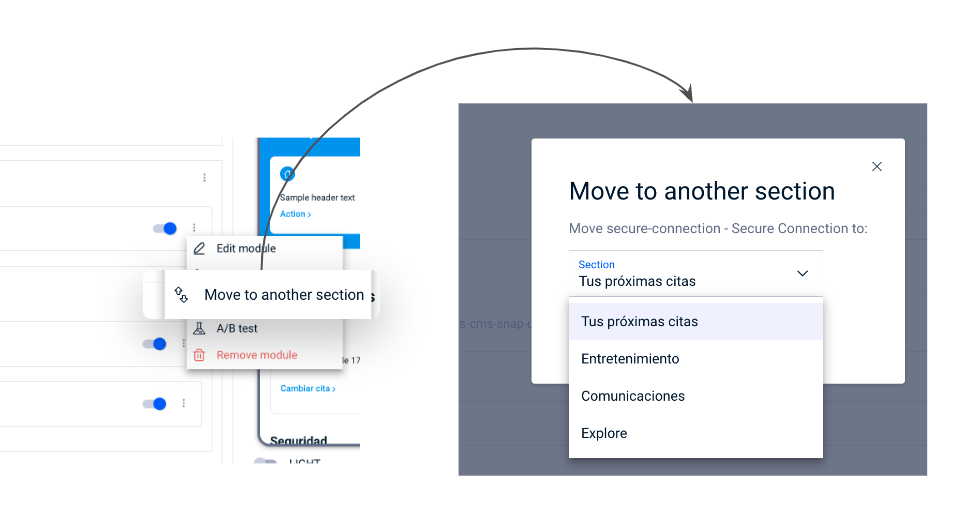 Sample header text
Action >
Edit module
Move to another section
s
A/B test
Remove module
le 17
Cambiar cita >
Seguridad
LIGHT
Move to another section
Move secure-connection - Secure Connection to:
Section
Tus próximas citas
s-cms-snap-c
Tus próximas citas
Entretenimiento
Comunicaciones
Explore